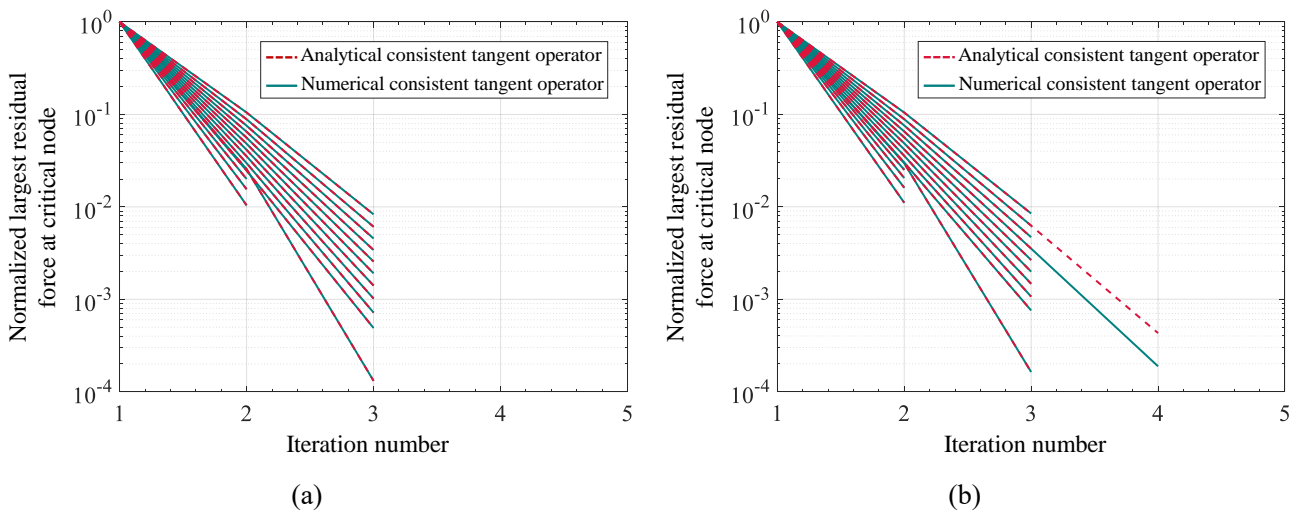 10^0
10^-1
10^-2
10^-3
10^-4
1 2 3 4 5
Normalized largest residual
force at critical node
Iteration number
Analytical consistent tangent operator
Numerical consistent tangent operator
(a)
10^0
10^-1
10^-2
10^-3
10^-4
1 2 3 4 5
Normalized largest residual
force at critical node
Iteration number
Analytical consistent tangent operator
Numerical consistent tangent operator
(b)